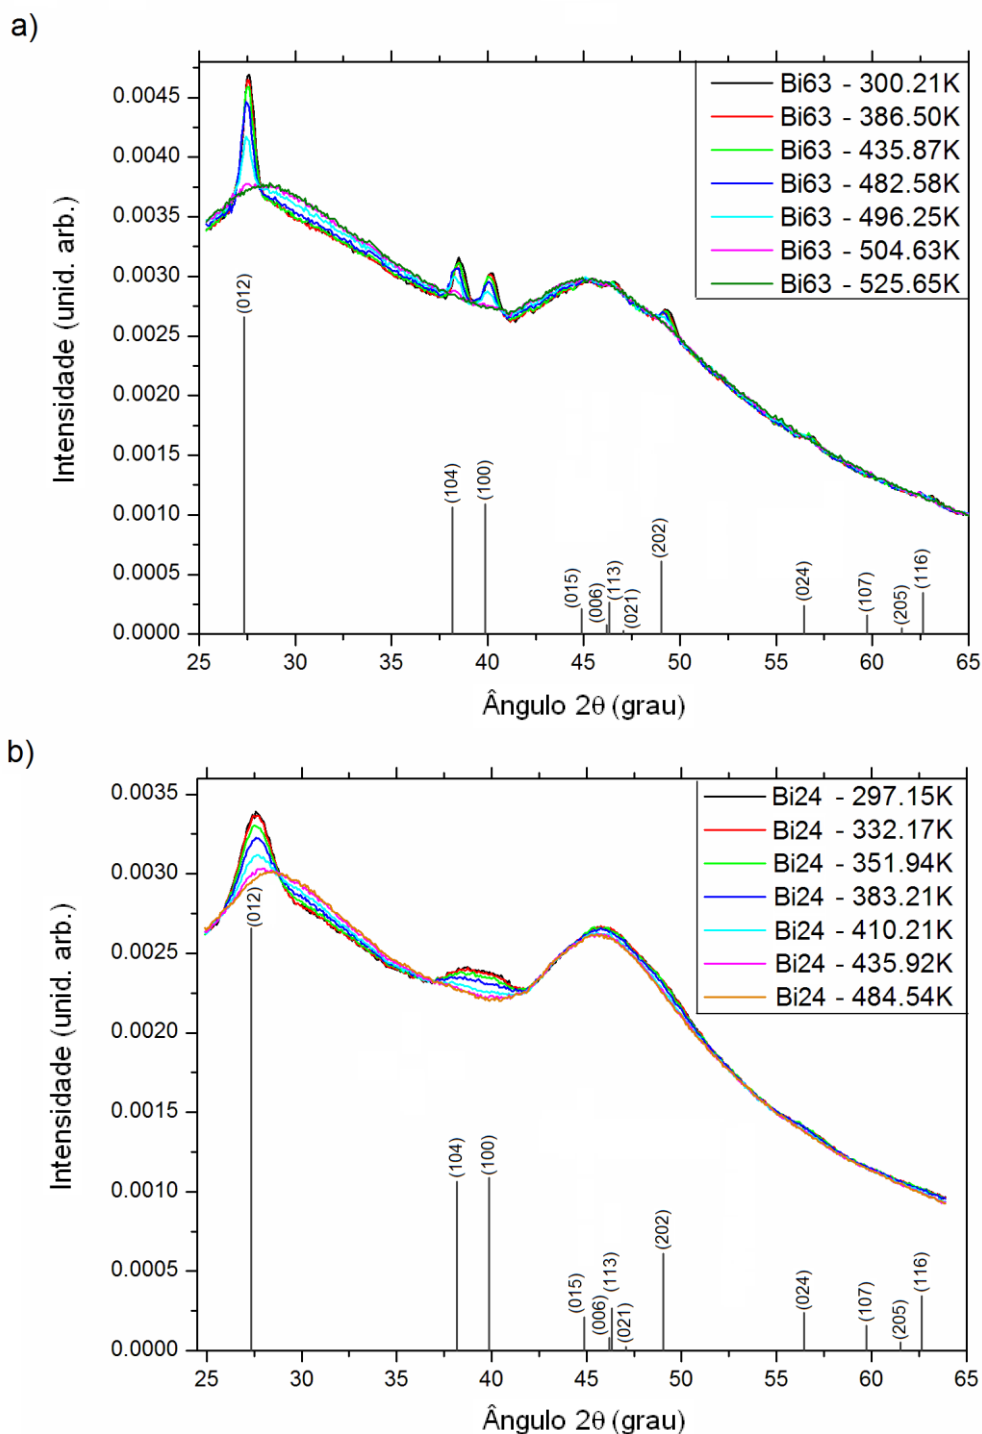 a)
Bi63 - 300.21K
Bi63 - 386.50K
Bi63 - 435.87K
Bi63 - 482.58K
Bi63 - 496.25K
Bi63 - 504.63K
Bi63 - 525.65K
Intensidade (unid. arb.)
0.0045
0.0040
0.0035
0.0030
0.0025
0.0020
0.0015
0.0010
0.0005
0.0000
(012)
(104)
(100)
(015)
(006)
(113)
(021)
(202)
(024)
(107)
(205)
(116)
25 30 35 40 45 50 55 60 65
Ângulo 2θ (grau)
b)
Bi24 - 297.15K
Bi24 - 332.17K
Bi24 - 351.94K
Bi24 - 383.21K
Bi24 - 410.21K
Bi24 - 435.92K
Bi24 - 484.54K
Intensidade (unid. arb.)
0.0035
0.0030
0.0025
0.0020
0.0015
0.0010
0.0005
0.0000
(012)
(104)
(100)
(015)
(006)
(113)
(021)
(202)
(024)
(107)
(205)
(116)
25 30 35 40 45 50 55 60 65
Ângulo 2θ (grau)